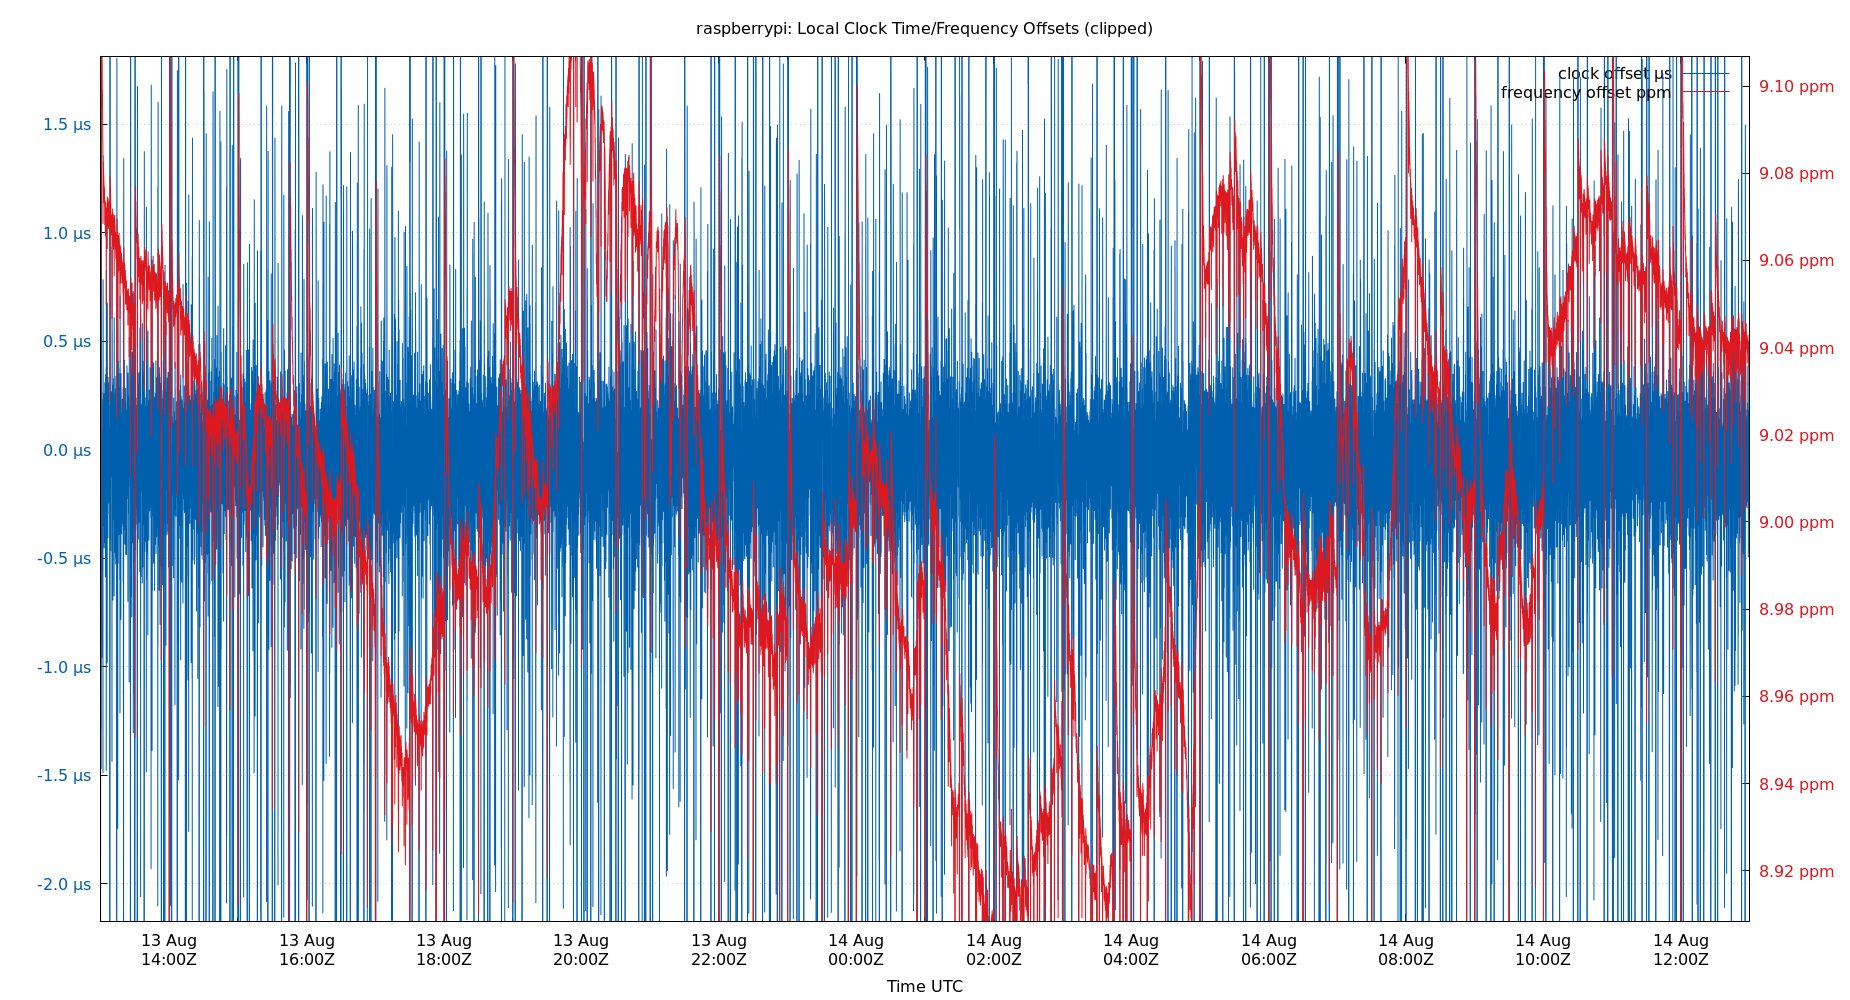 raspberrypi: Local Clock Time/Frequency Offsets (clipped)
clock offset µs
frequency offset ppm
1.5 µs
1.0 µs
0.5 µs
0.0 µs
-0.5 µs
-1.0 µs
-1.5 µs
-2.0 µs
9.10 ppm
9.08 ppm
9.06 ppm
9.04 ppm
9.02 ppm
9.00 ppm
8.98 ppm
8.96 ppm
8.94 ppm
8.92 ppm
13 Aug 13 Aug 13 Aug 13 Aug 13 Aug 14 Aug 14 Aug 14 Aug 14 Aug 14 Aug 14 Aug 14 Aug
14:00Z 16:00Z 18:00Z 20:00Z 22:00Z 00:00Z 02:00Z 04:00Z 06:00Z 08:00Z 10:00Z 12:00Z
Time UTC